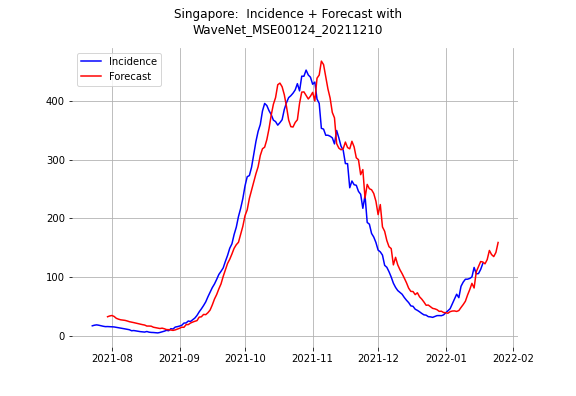 Singapore:  Incidence + Forecast with
WaveNet_MSE00124_20211210
Incidence
Forecast
400
300
200
100
0
2021-08 2021-09 2021-10 2021-11 2021-12 2022-01 2022-02